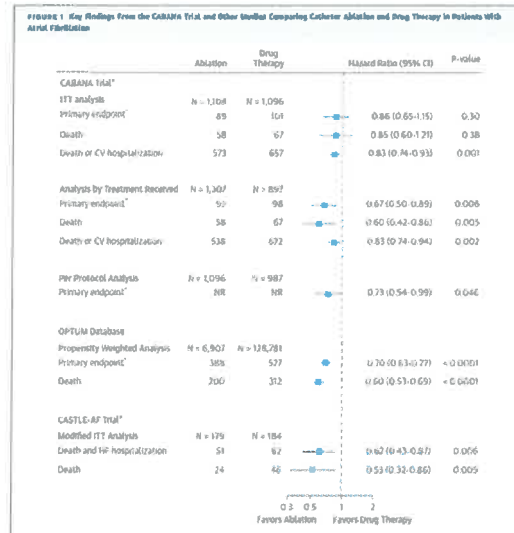 FIGURE 1 Key Findings From the CABANA Trial and Other Studies Comparing Catheter Ablation and Drug Therapy in Patients With
Atrial Fibrillation
Ablation Drug Therapy Hazard Ratio (95% CI) P-value
CABANA Trial*
ITT analysis N = 1,108 N = 1,096
Primary endpoint 89 101 0.86 (0.65-1.15) 0.30
Death 58 67 0.85 (0.60-1.21) 0.38
Death or CV hospitalization 573 657 0.83 (0.74-0.93) 0.001
Analysis by Treatment Received N = 1,307 N = 897
Primary endpoint 98 0.67 (0.50-0.89) 0.006
Death 58 67 0.60 (0.42-0.86) 0.005
Death or CV hospitalization 538 672 0.83 (0.74-0.94) 0.002
Per Protocol Analysis N = 1,096 N = 987
Primary endpoint NR NR 0.73 (0.54-0.99) 0.046
OPTUM Database
Propensity Weighted Analysis N = 6,907 N = 128,781
Primary endpoint 388 527 0.70 (0.63-0.77) <0.0001
Death 200 312 0.60 (0.53-0.69) <0.0001
CASTLE-AF Trial
Modified ITT Analysis N = 179 N = 184
Death and HF hospitalization 51 82 0.62 (0.43-0.87) 0.006
Death 24 46 0.53 (0.32-0.86) 0.009
0.3 0.5 1 2
Favors Ablation Favors Drug Therapy